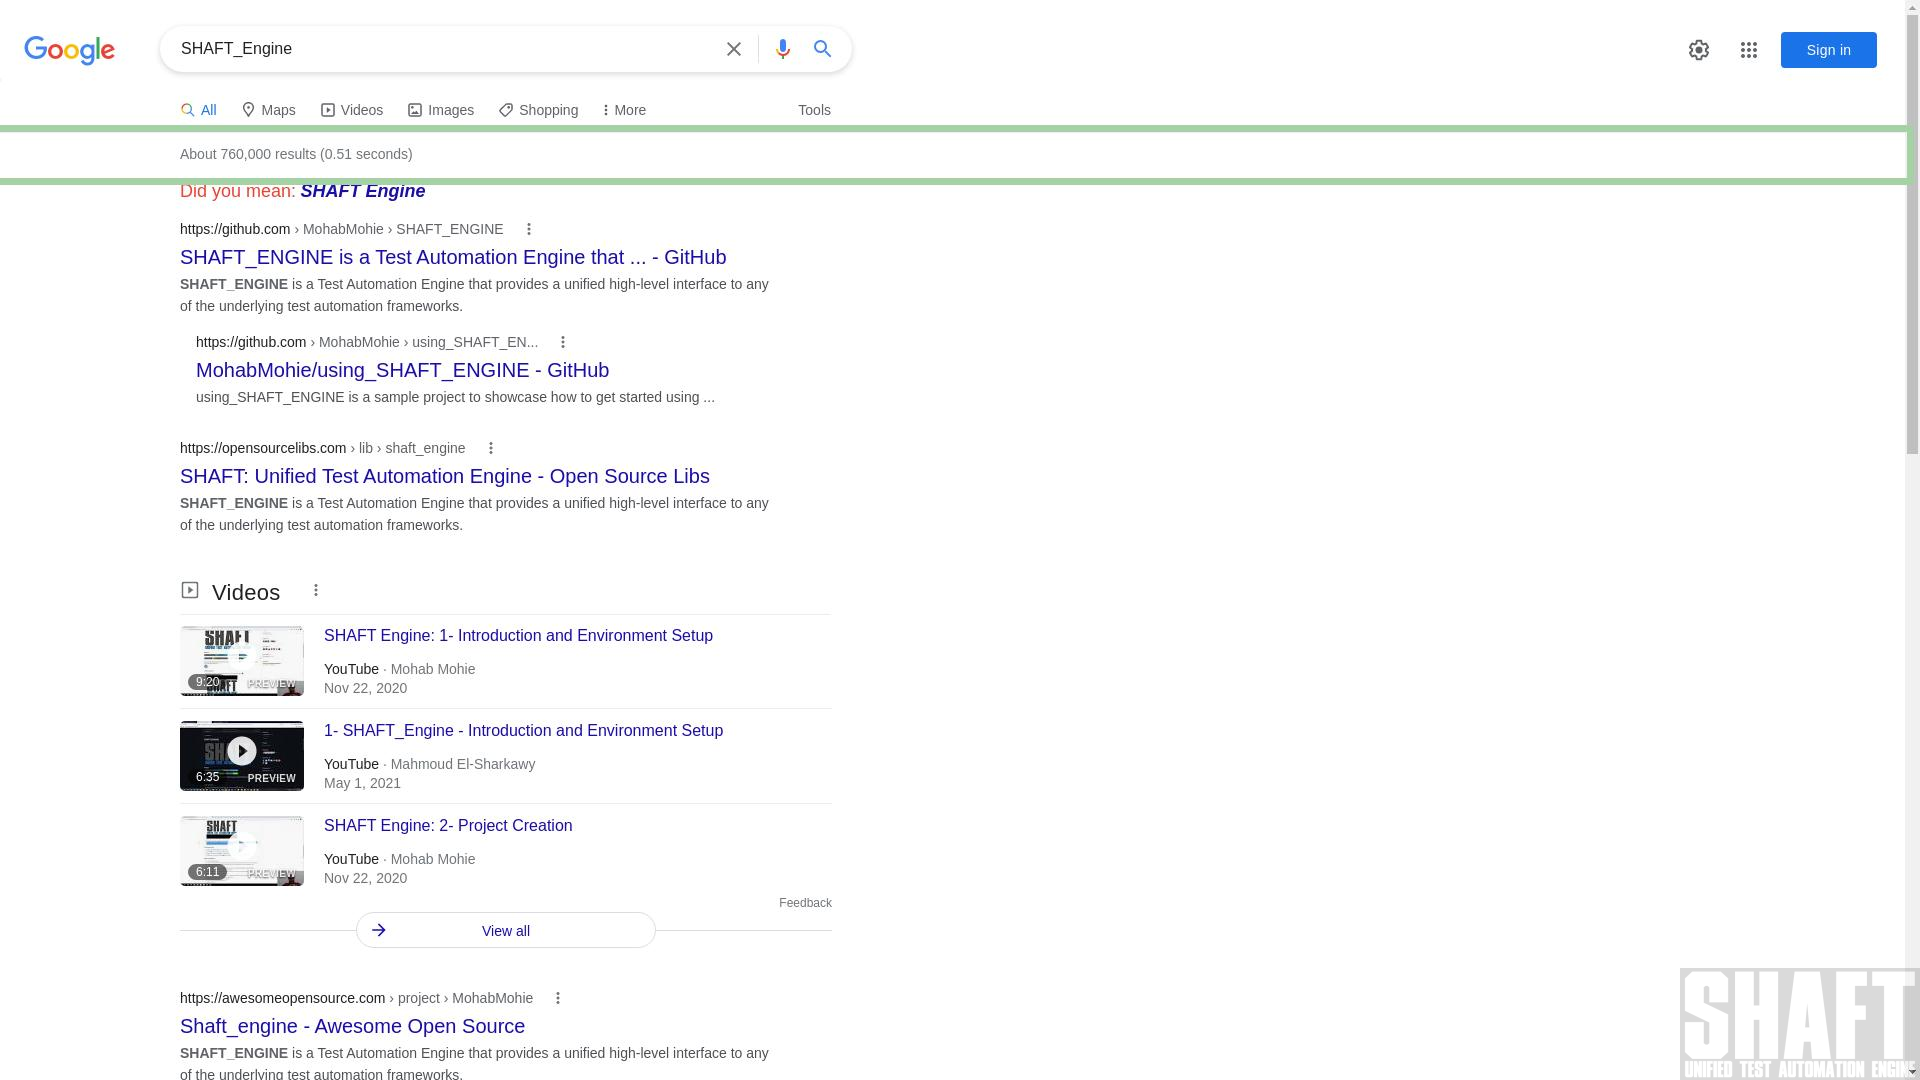 Google
SHAFT_Engine
Sign in
All
Maps
Videos
Images
Shopping
More
Tools
About 760,000 results (0.51 seconds)
Did you mean: SHAFT Engine
https://github.com › MohabMohie › SHAFT_ENGINE
SHAFT_ENGINE is a Test Automation Engine that ... - GitHub
SHAFT_ENGINE is a Test Automation Engine that provides a unified high-level interface to any
of the underlying test automation frameworks.
https://github.com › MohabMohie › using_SHAFT_EN...
MohabMohie/using_SHAFT_ENGINE - GitHub
using_SHAFT_ENGINE is a sample project to showcase how to get started using ...
https://opensourcelibs.com › lib › shaft_engine
SHAFT: Unified Test Automation Engine - Open Source Libs
SHAFT_ENGINE is a Test Automation Engine that provides a unified high-level interface to any
of the underlying test automation frameworks.
Videos
SHAFT
9:20
PREVIEW
SHAFT Engine: 1- Introduction and Environment Setup
YouTube · Mohab Mohie
Nov 22, 2020
6:35
PREVIEW
1- SHAFT_Engine - Introduction and Environment Setup
YouTube · Mahmoud El-Sharkawy
May 1, 2021
SHAFT
6:11
PREVIEW
SHAFT Engine: 2- Project Creation
YouTube · Mohab Mohie
Nov 22, 2020
Feedback
View all
https://awesomeopensource.com › project › MohabMohie
Shaft_engine - Awesome Open Source
SHAFT_ENGINE is a Test Automation Engine that provides a unified high-level interface to any
of the underlying test automation frameworks.
SHAFT
UNIFIED TEST AUTOMATION ENGINE